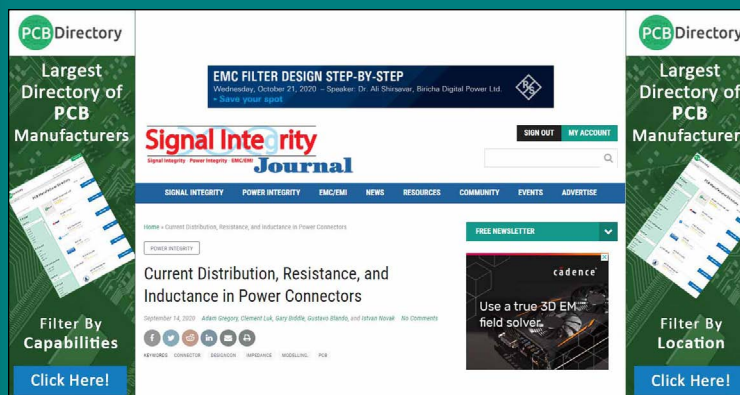 PCB Directory
Largest
Directory of
PCB
Manufacturers
Filter By
Capabilities
Click Here!
EMC FILTER DESIGN STEP-BY-STEP
Wednesday, October 21, 2020 – Speaker: Dr. Ali Shirsavar, Biricha Digital Power Ltd.
• Save your spot
Signal Integrity
Signal Integrity Power Integrity EMC/EMI
Journal
SIGN OUT MY ACCOUNT
SIGNAL INTEGRITY POWER INTEGRITY EMC/EMI NEWS RESOURCES COMMUNITY EVENTS ADVERTISE
Home » Current Distribution, Resistance, and Inductance in Power Connectors
POWER INTEGRITY
Current Distribution, Resistance, and
Inductance in Power Connectors
September 14, 2020 Adam Gregory, Clement Luk, Gary Biddle, Gustavo Blando, and Istvan Novak No Comments
KEYWORDS CONNECTOR DESIGNCON IMPEDANCE MODELLING PCB
FREE NEWSLETTER
cādence
Use a true 3D EM
field solver.
PCB Directory
Largest
Directory of
PCB
Manufacturer
Filter By
Location
Click Here!